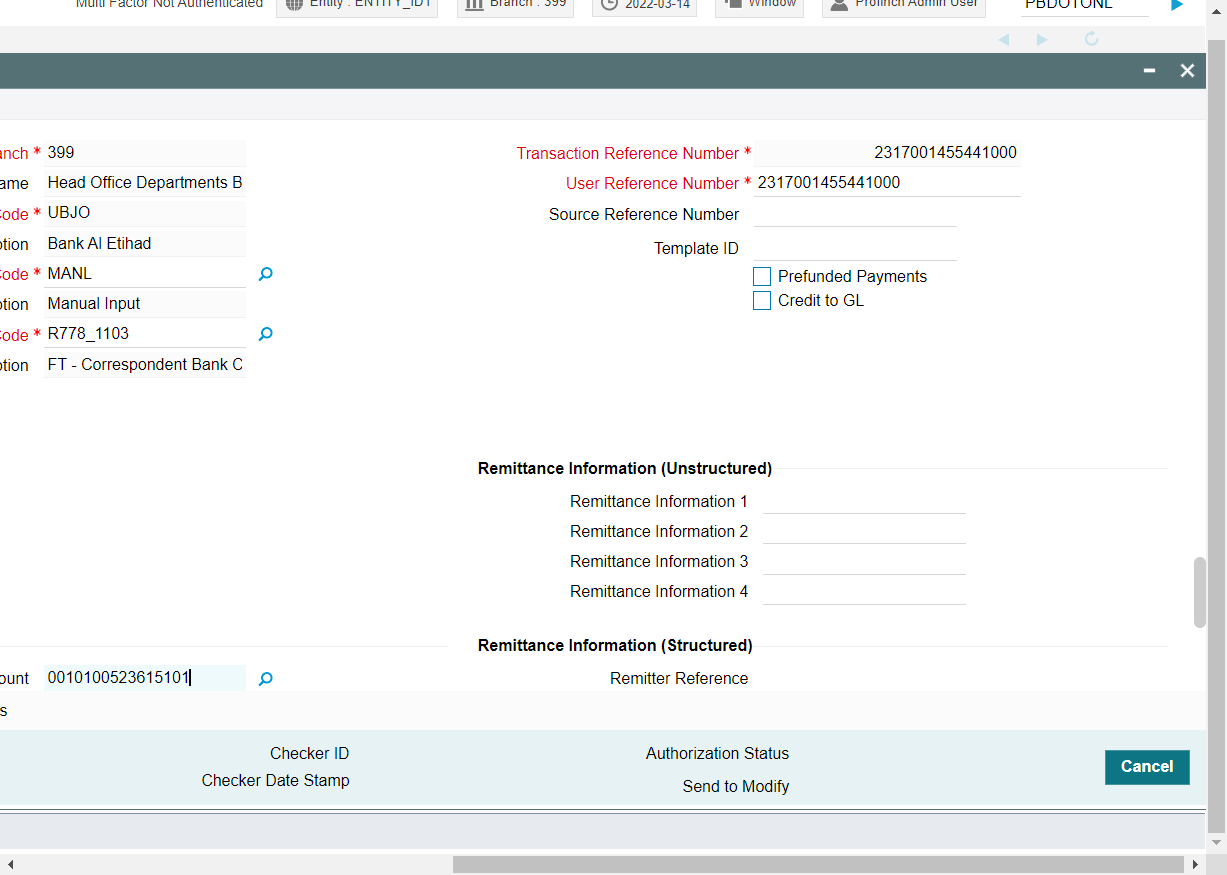 Multi Factor Not Authenticated Entity : ENTITY_ID1 Branch : 399 2022-03-14 Window Profinch Admin User PBDOTONL
anch * 399 Transaction Reference Number * 2317001455441000
ame Head Office Departments B User Reference Number * 2317001455441000
Code * UBJO Source Reference Number
ption Bank Al Etihad Template ID
Code * MANL Prefunded Payments
ption Manual Input Credit to GL
Code * R778_1103
ption FT - Correspondent Bank C
Remittance Information (Unstructured)
Remittance Information 1
Remittance Information 2
Remittance Information 3
Remittance Information 4
Remittance Information (Structured)
ount 0010100523615101 Remitter Reference
s
Checker ID Authorization Status
Checker Date Stamp Send to Modify
Cancel